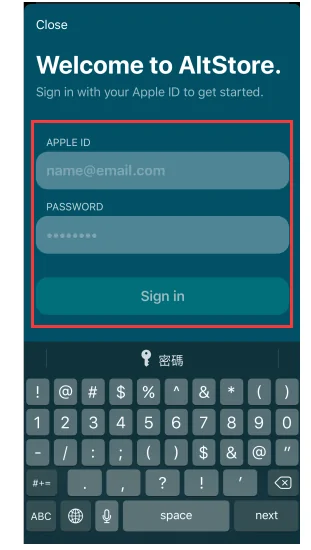 Close
Welcome to AltStore.
Sign in with your Apple ID to get started.
APPLE ID
name@email.com
PASSWORD
••••••••
Sign in
密碼
! @ # $ % ^ & * ( )
1 2 3 4 5 6 7 8 9 0
- / : ; ( ) $ & @ "
#+= . , ? ! ’
ABC space next